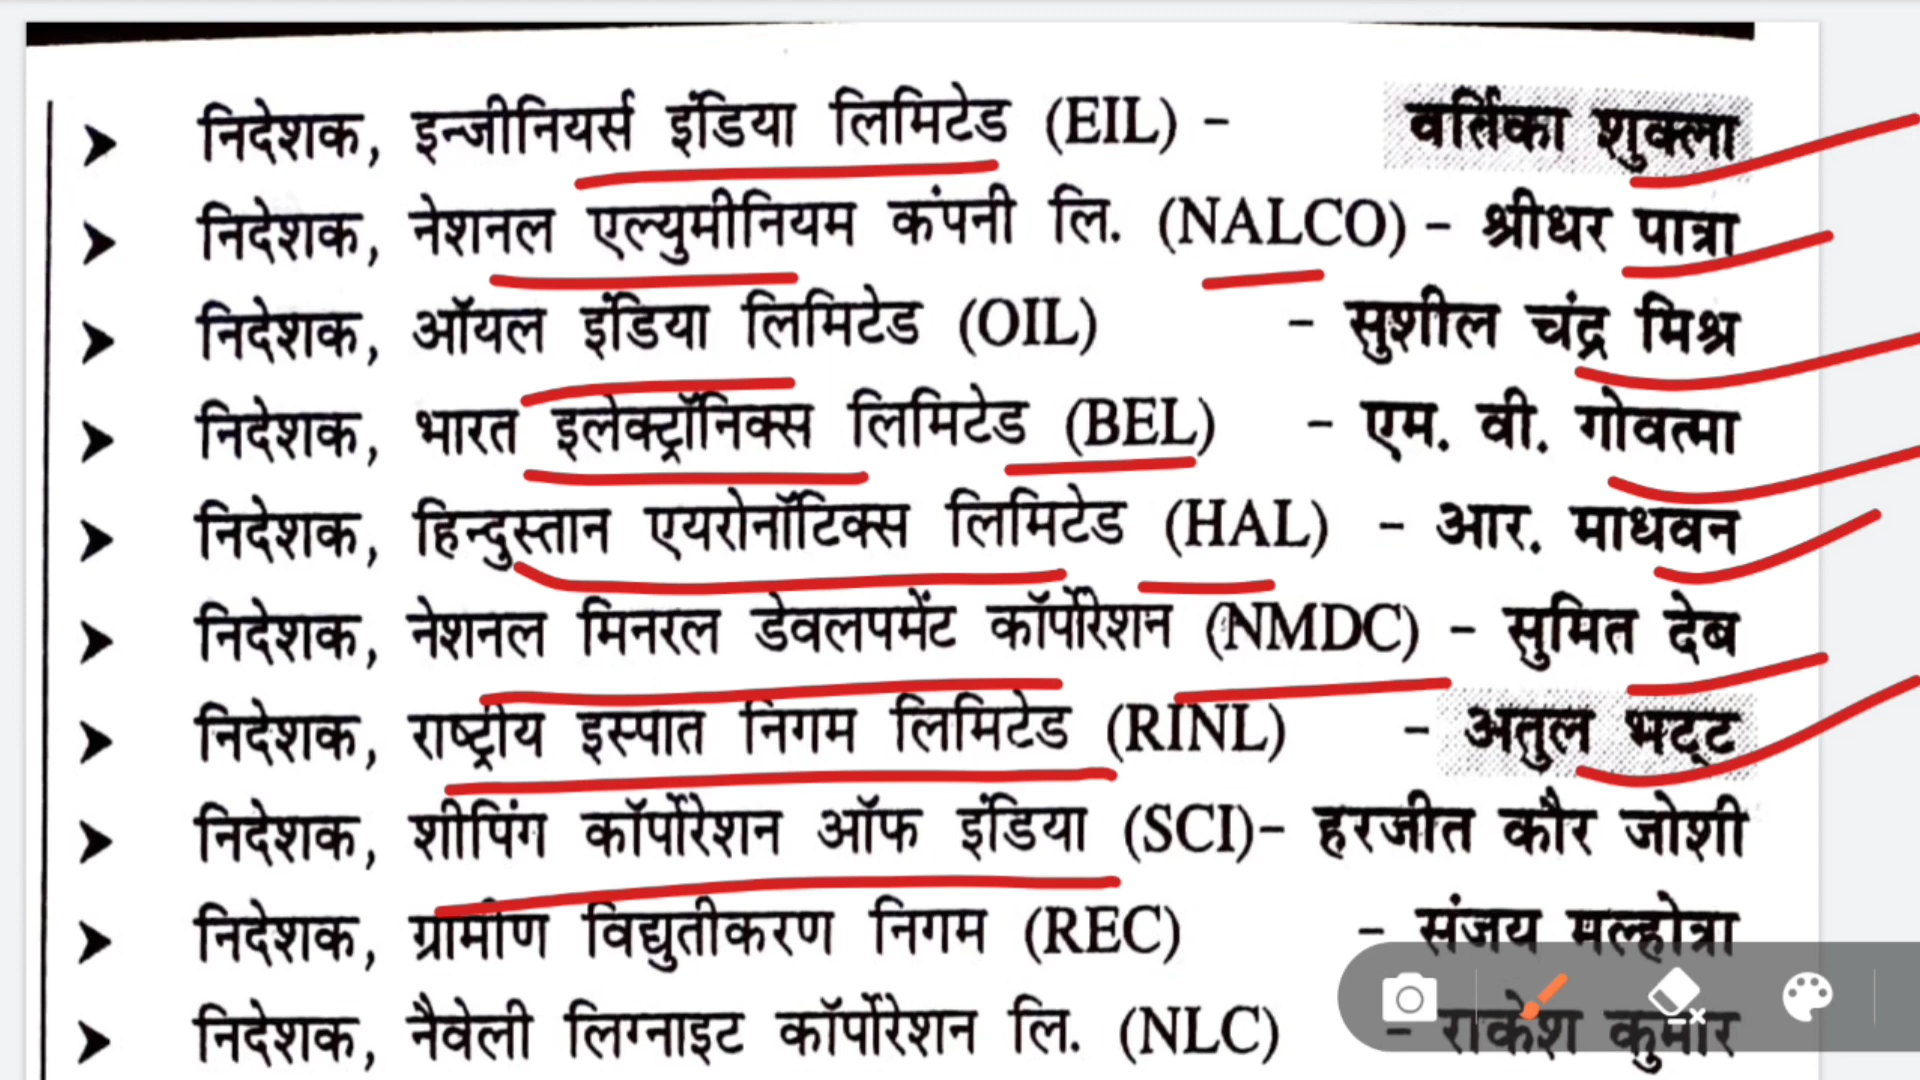 ➤ निदेशक, इन्जीनियर्स इंडिया लिमिटेड (EIL) - वर्तिका शुक्ला
➤ निदेशक, नेशनल एल्युमीनियम कंपनी लि. (NALCO) - श्रीधर पात्रा
➤ निदेशक, ऑयल इंडिया लिमिटेड (OIL) - सुशील चंद्र मिश्र
➤ निदेशक, भारत इलेक्ट्रॉनिक्स लिमिटेड (BEL) - एम. वी. गोवत्मा
➤ निदेशक, हिन्दुस्तान एयरोनॉटिक्स लिमिटेड (HAL) - आर. माधवन
➤ निदेशक, नेशनल मिनरल डेवलपमेंट कॉर्पोरेशन (NMDC) - सुमित देब
➤ निदेशक, राष्ट्रीय इस्पात निगम लिमिटेड (RINL) - अतुल भट्ट
➤ निदेशक, शीपिंग कॉर्पोरेशन ऑफ इंडिया (SCI)- हरजीत कौर जोशी
➤ निदेशक, ग्रामीण विद्युतीकरण निगम (REC) - संजय मल्होत्रा
➤ निदेशक, नैवेली लिग्नाइट कॉर्पोरेशन लि. (NLC) - राकेश कुमार